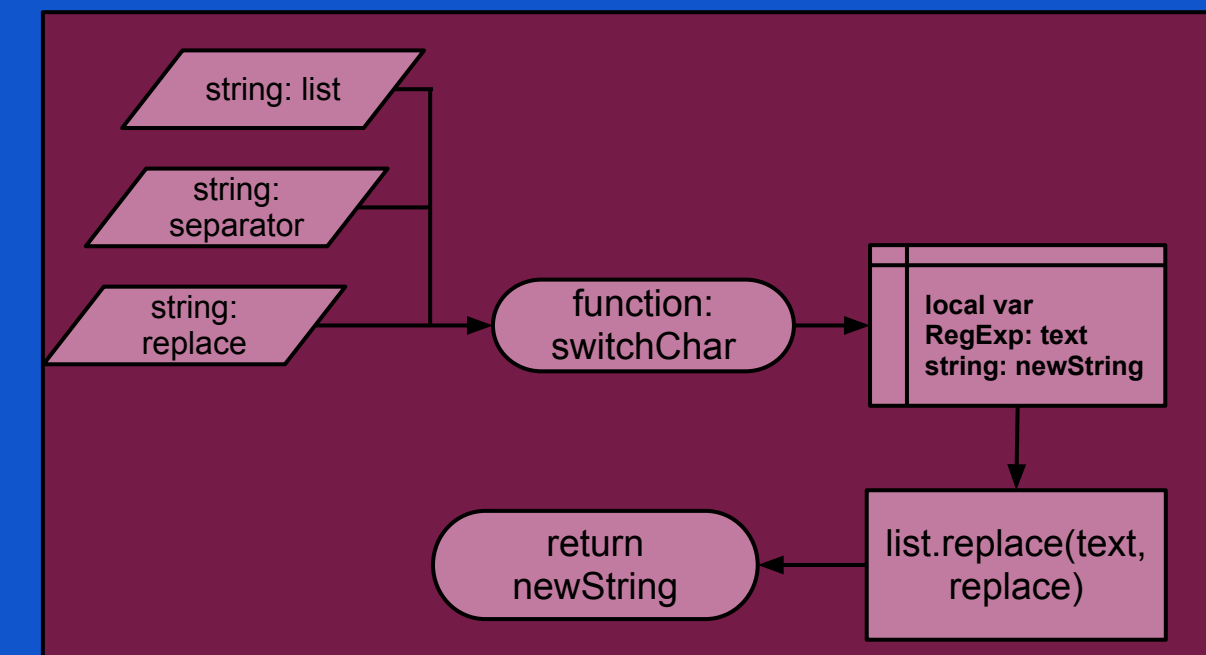 string: list
string:
separator
string:
replace
function:
switchChar
local var
RegExp: text
string: newString
list.replace(text,
replace)
return
newString